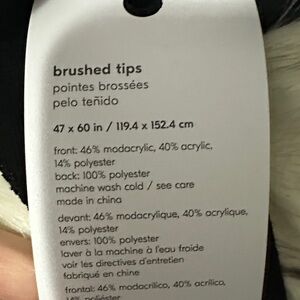 brushed tips
pointes brossées
pelo teñido
47 x 60 in / 119.4 x 152.4 cm
front: 46% modacrylic, 40% acrylic,
14% polyester
back: 100% polyester
machine wash cold / see care
made in china
devant: 46% modacrylique, 40% acrylique,
14% polyester
envers: 100% polyester
laver à la machine à l'eau froide
voir les directives d'entretien
fabriqué en chine
frontal: 46% modacrílico, 40% acrílico,
14% poliéster